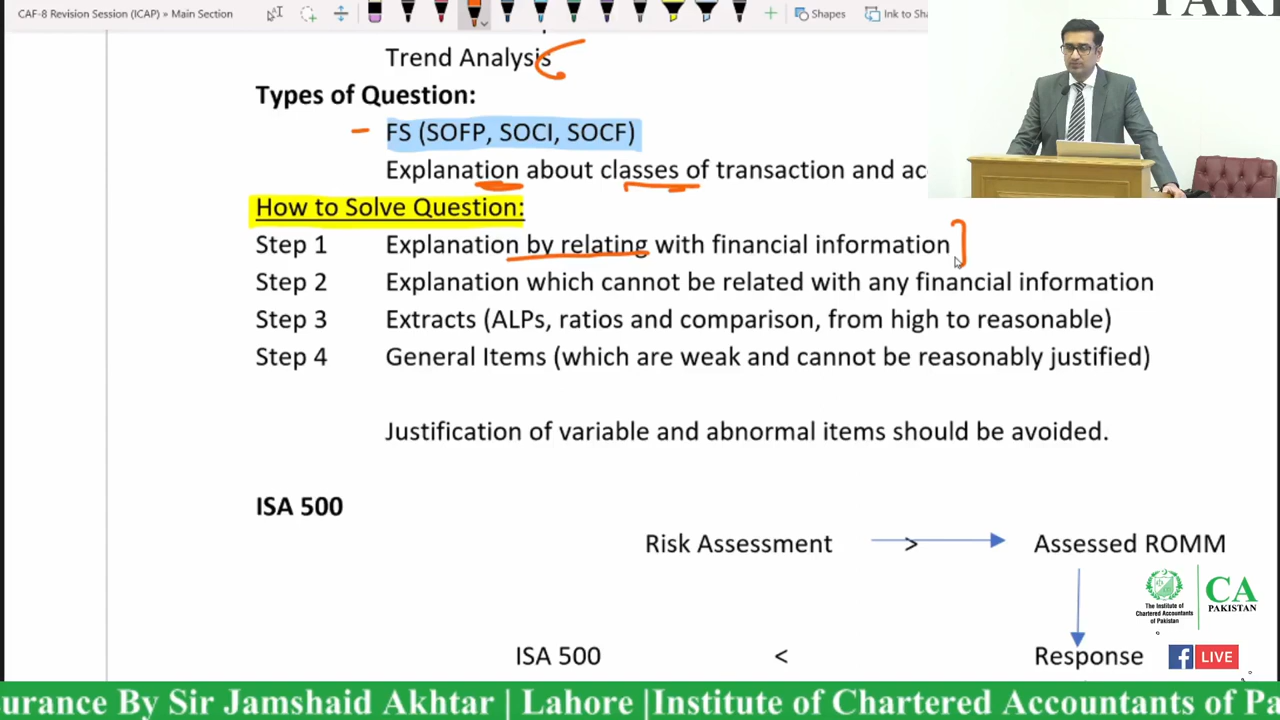 CAF-8 Revision Session (ICAP) » Main Section
Shapes
Ink to Sha
Trend Analysis
Types of Question:
FS (SOFP, SOCI, SOCF)
Explanation about classes of transaction and ac
How to Solve Question:
Step 1 Explanation by relating with financial information
Step 2 Explanation which cannot be related with any financial information
Step 3 Extracts (ALPs, ratios and comparison, from high to reasonable)
Step 4 General Items (which are weak and cannot be reasonably justified)
Justification of variable and abnormal items should be avoided.
ISA 500
Risk Assessment > Assessed ROMM
The Institute of
Chartered Accountants
of Pakistan
CA
PAKISTAN
ISA 500 < Response
LIVE
surance By Sir Jamshaid Akhtar | Lahore |Institute of Chartered Accountants of Pa